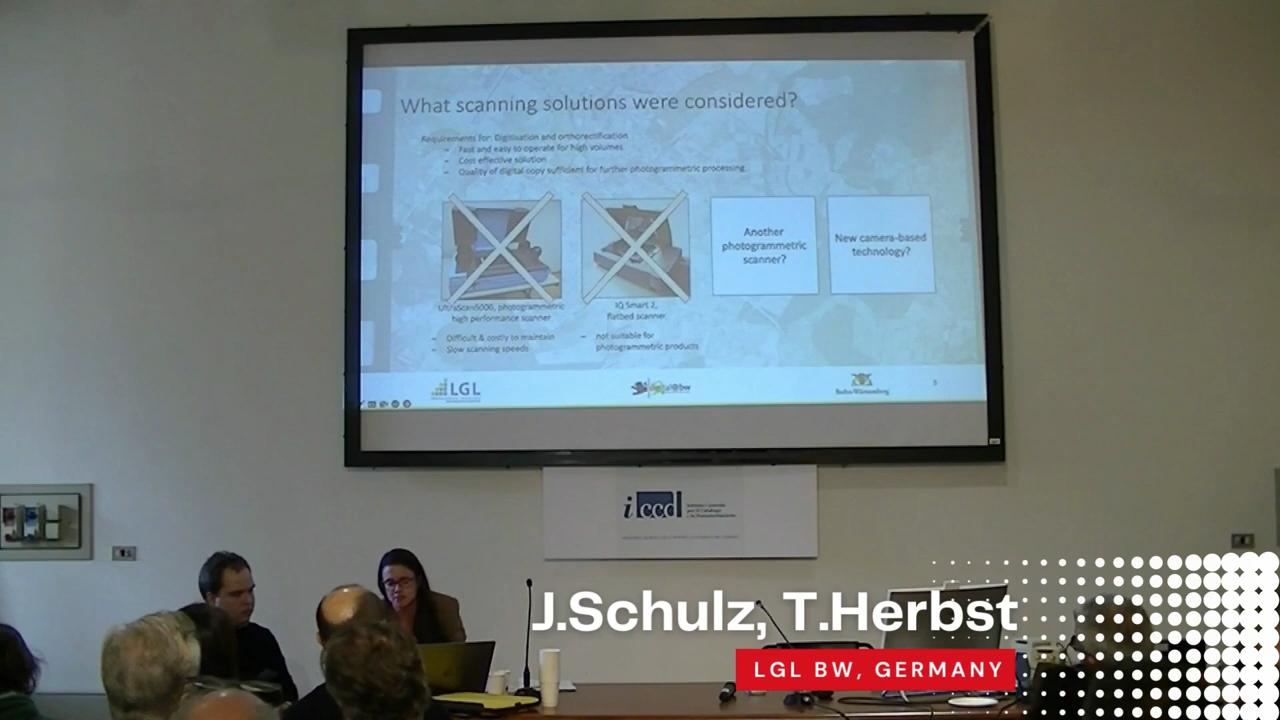 What scanning solutions were considered?
Requirements for: Digitisation and orthorectification
– Fast and easy to operate for high volumes
– Cost effective solution
– Quality of digital copy sufficient for further photogrammetric processing
Another
photogrammetric
scanner?
New camera-based
technology?
UltraScan5000, photogrammetric
high performance scanner
IQ Smart 2,
flatbed scanner
– Difficult & costly to maintain
– Slow scanning speeds
– not suitable for
photogrammetric products
LGL
Baden-Württemberg
iccd
J.Schulz, T.Herbst
LGL BW, GERMANY